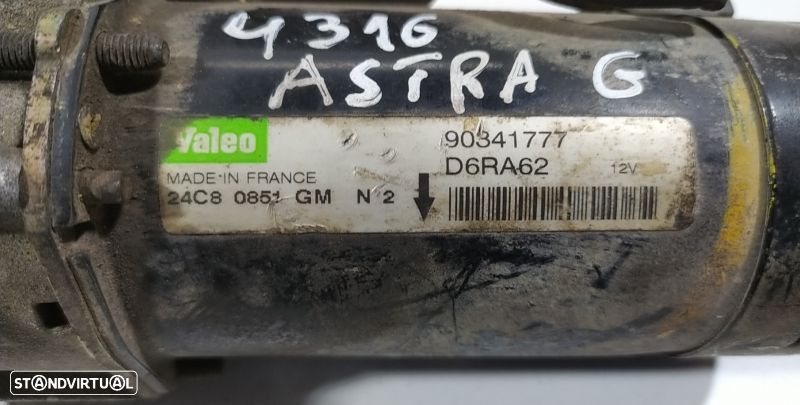 4316
ASTRA G
Valeo
90341777
D6RA62 12V
MADE IN FRANCE
24C8 0851 GM N 2
STANDVIRTUAL